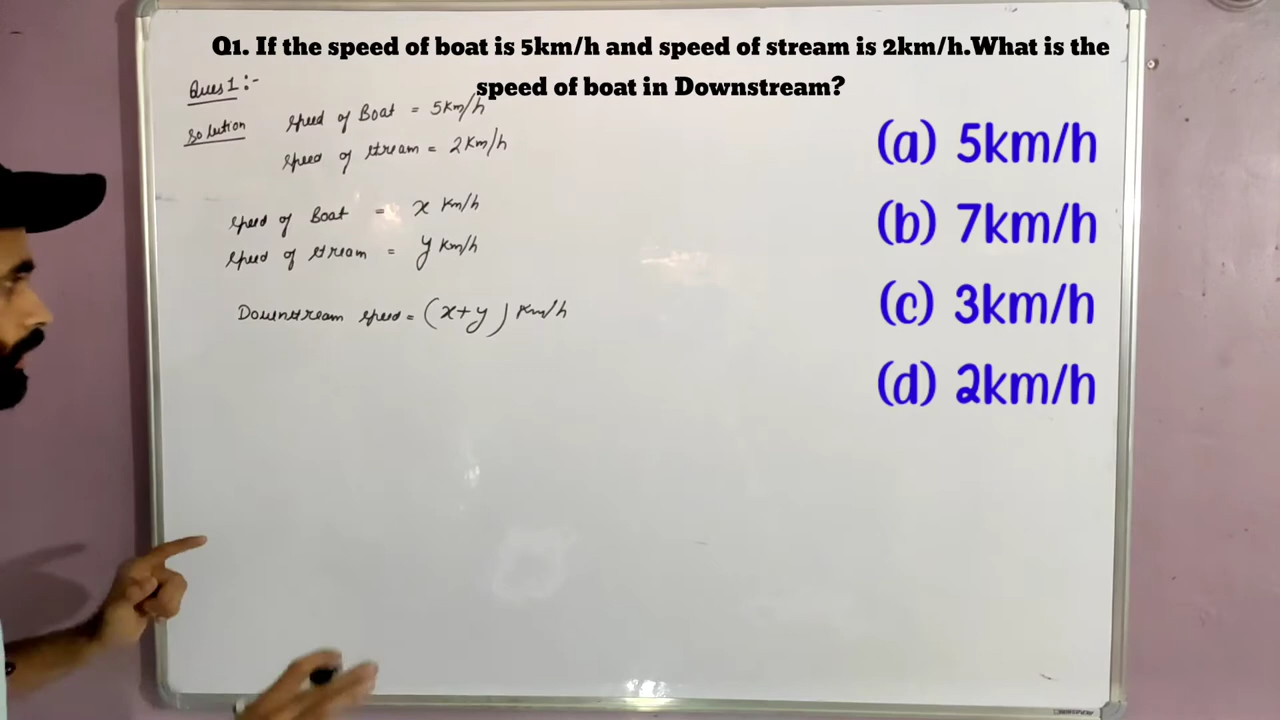 Q1. If the speed of boat is 5km/h and speed of stream is 2km/h.What is the
speed of boat in Downstream?
Ques 1:-
Solution
speed of Boat = 5km/h
speed of stream = 2km/h
speed of Boat = x km/h
speed of stream = y km/h
Downstream speed = (x+y) km/h
(a) 5km/h
(b) 7km/h
(c) 3km/h
(d) 2km/h